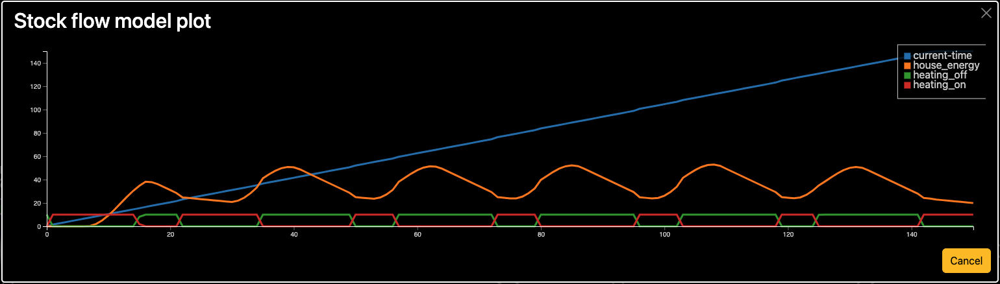 Stock flow model plot
current-time
house_energy
heating_off
heating_on
140
120
100
80
60
40
20
0
0 20 40 60 80 100 120 140
Cancel